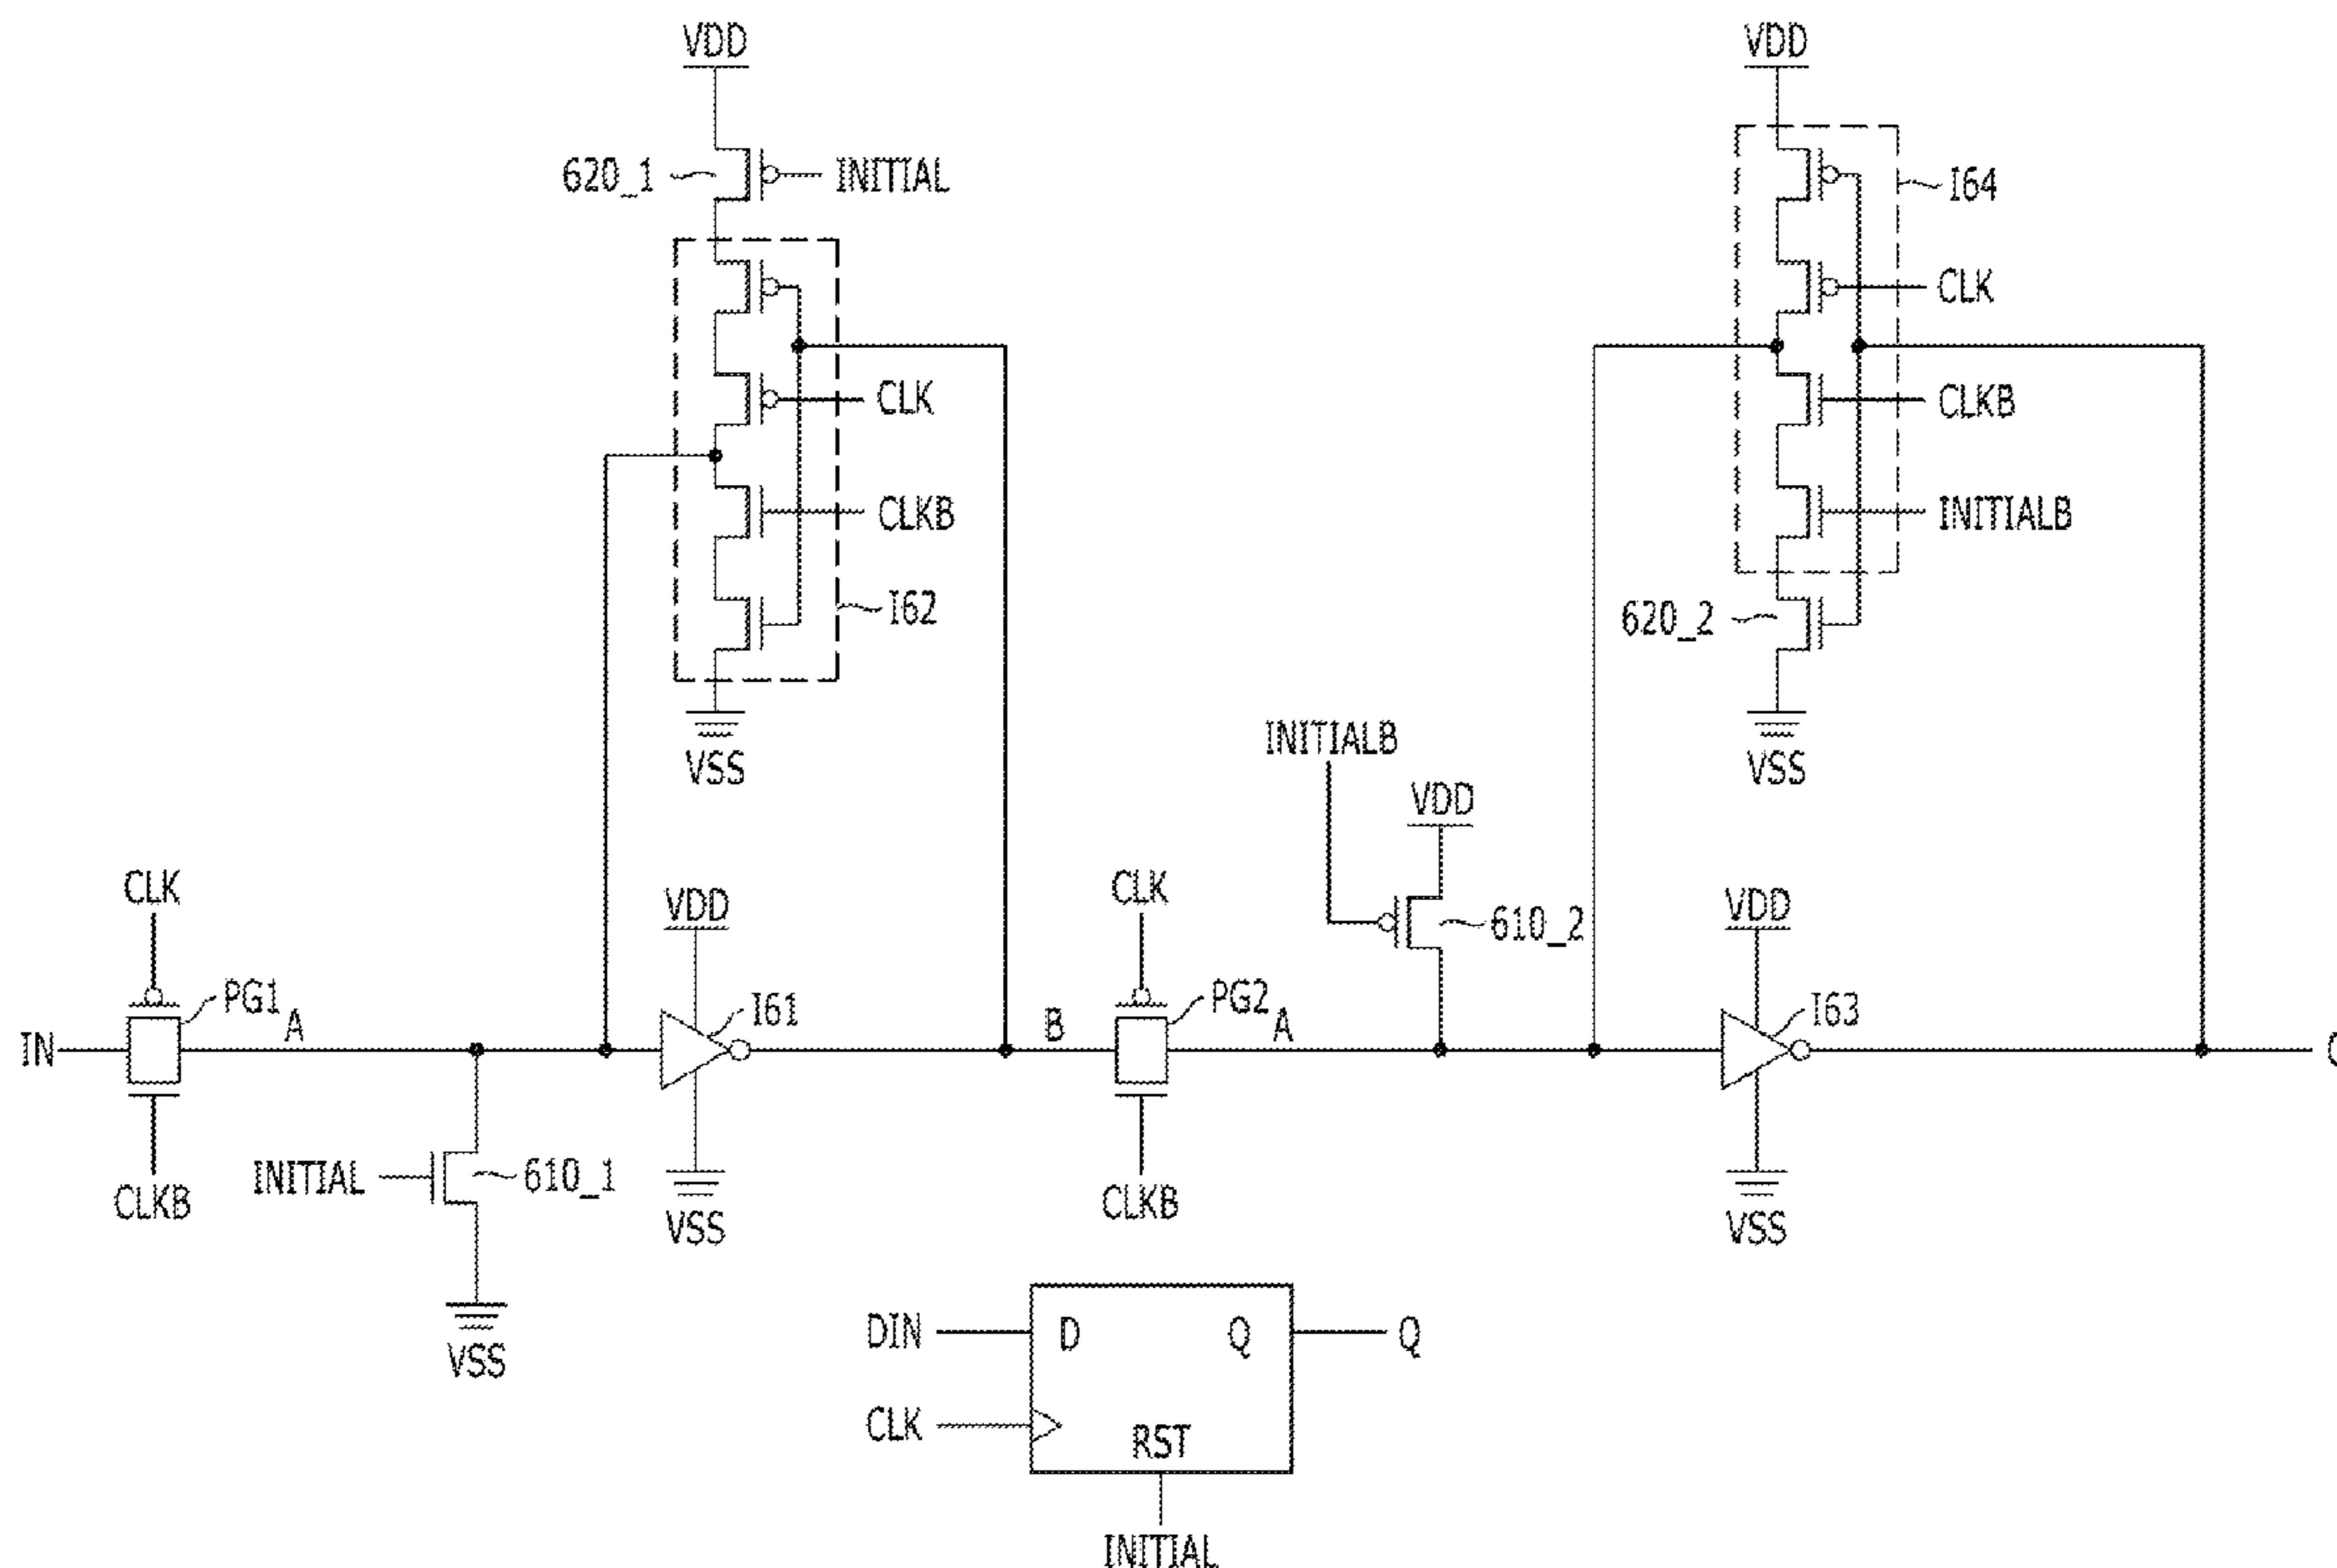 VDD
VDD
620_1
INITIAL
I64
CLK
CLK
CLKB
CLKB
INITIALB
I62
620_2
VSS
VSS
INITIALB
VDD
CLK
VDD
CLK
VDD
610_2
PG1
A
I61
B
PG2
A
I63
IN
INITIAL
610_1
CLKB
CLKB
VSS
VSS
VSS
DIN
D
Q
Q
CLK
RST
INITIAL